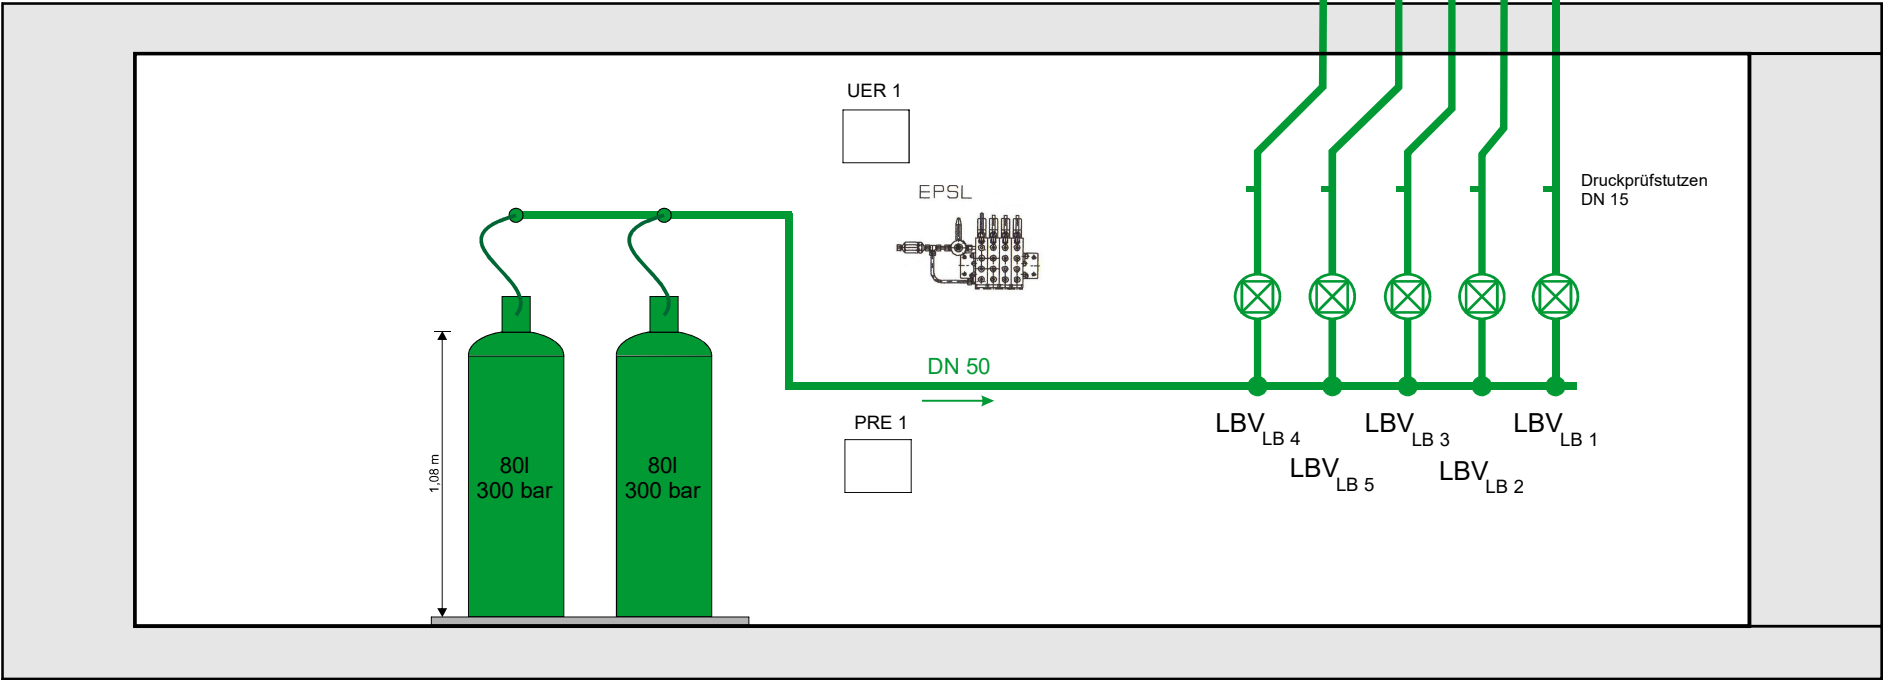 UER 1
EPSL
Druckprüfstutzen
DN 15
DN 50
PRE 1
1,08 m
80l
300 bar
80l
300 bar
LBV LB 4
LBV LB 5
LBV LB 3
LBV LB 2
LBV LB 1